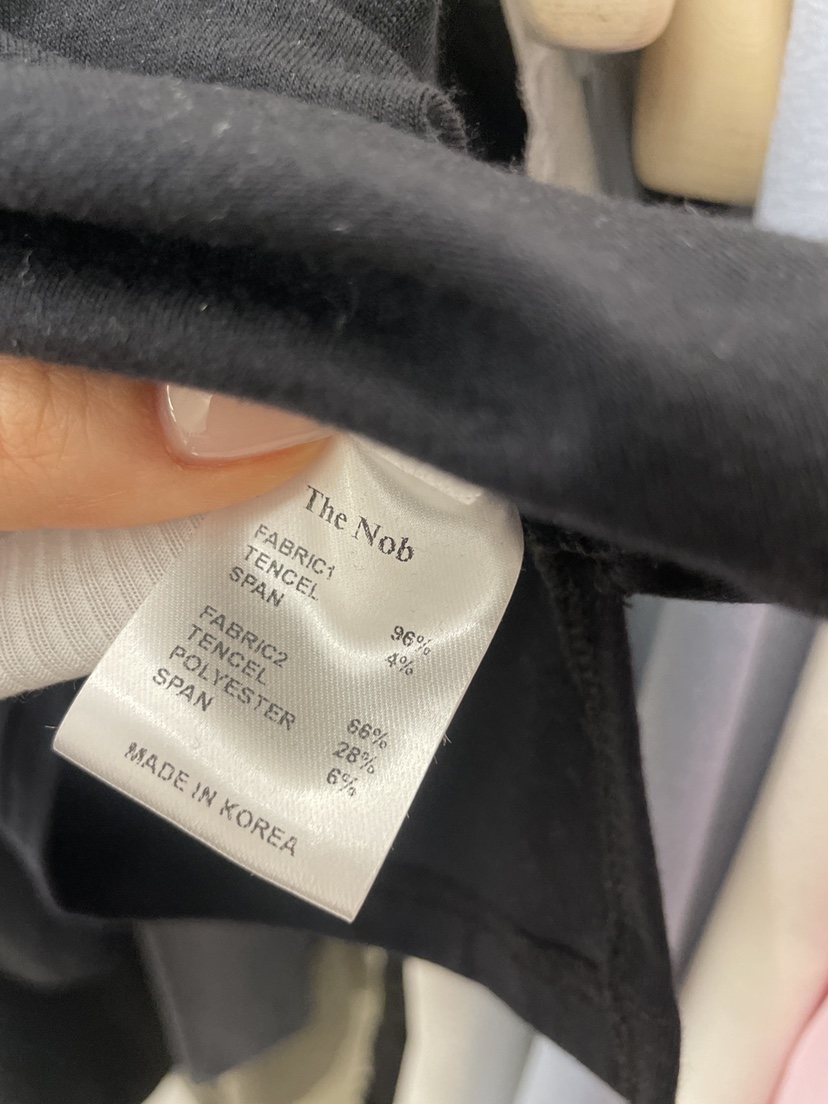 The Nob
FABRIC1
TENCEL 96%
SPAN 4%
FABRIC2
TENCEL 66%
POLYESTER 28%
SPAN 6%
MADE IN KOREA